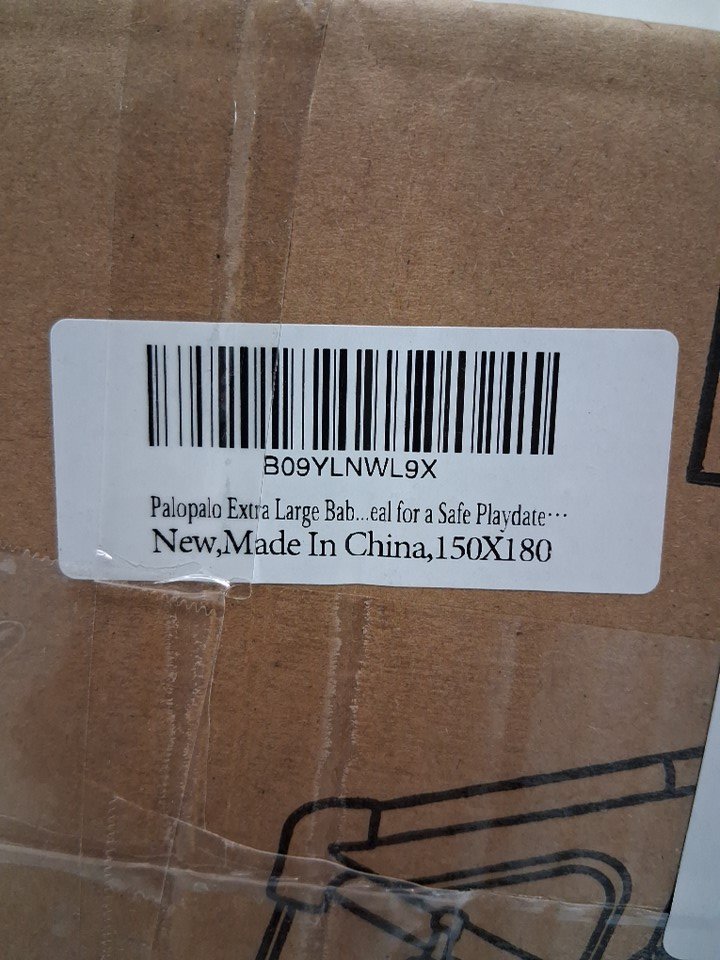 B09YLNWL9X
Palopalo Extra Large Bab...eal for a Safe Playdate…
New,Made In China,150X180